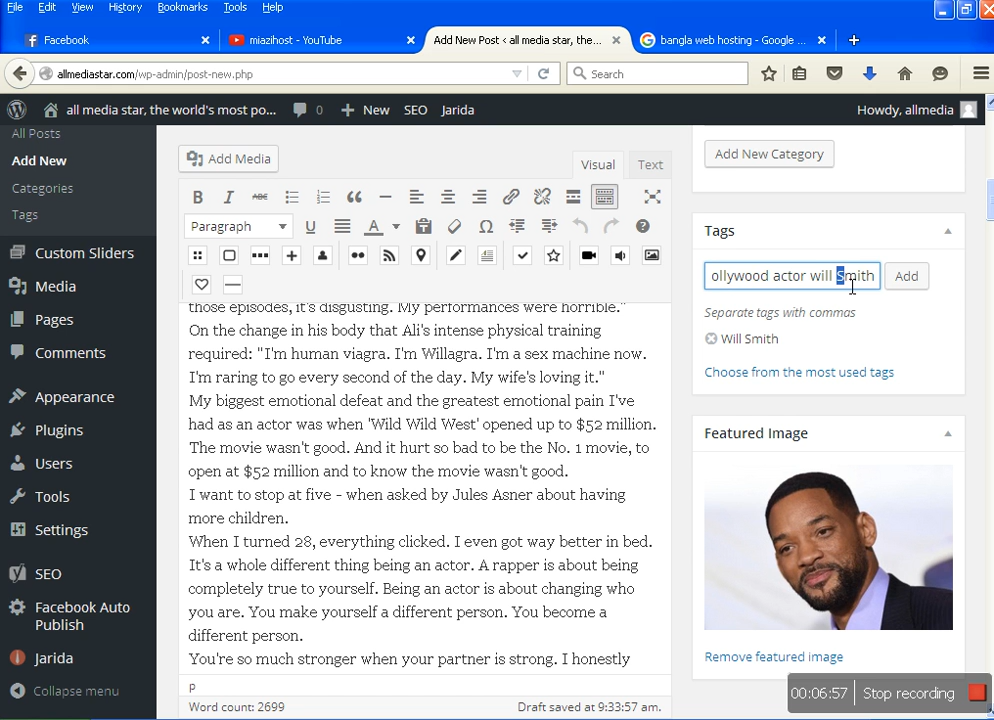 File Edit View History Bookmarks Tools Help
Facebook
miazihost - YouTube
Add New Post < all media star, the...
bangla web hosting - Google ...
allmediastar.com/wp-admin/post-new.php
Search
all media star, the world's most po...
0
New
SEO
Jarida
Howdy, allmedia
All Posts
Add New
Categories
Tags
Custom Sliders
Media
Pages
Comments
Appearance
Plugins
Users
Tools
Settings
SEO
Facebook Auto
Publish
Jarida
Collapse menu
Add Media
Visual
Text
B I ABC
Paragraph
U
A
those episodes, it's disgusting. My performances were horrible."
On the change in his body that Ali's intense physical training
required: "I'm human viagra. I'm Willagra. I'm a sex machine now.
I'm raring to go every second of the day. My wife's loving it."
My biggest emotional defeat and the greatest emotional pain I've
had as an actor was when 'Wild Wild West' opened up to $52 million.
The movie wasn't good. And it hurt so bad to be the No. 1 movie, to
open at $52 million and to know the movie wasn't good.
I want to stop at five - when asked by Jules Asner about having
more children.
When I turned 28, everything clicked. I even got way better in bed.
It's a whole different thing being an actor. A rapper is about being
completely true to yourself. Being an actor is about changing who
you are. You make yourself a different person. You become a
different person.
You're so much stronger when your partner is strong. I honestly
p
Word count: 2699
Draft saved at 9:33:57 am.
Add New Category
Tags
ollywood actor will Smith
Add
Separate tags with commas
Will Smith
Choose from the most used tags
Featured Image
Remove featured image
00:06:57
Stop recording